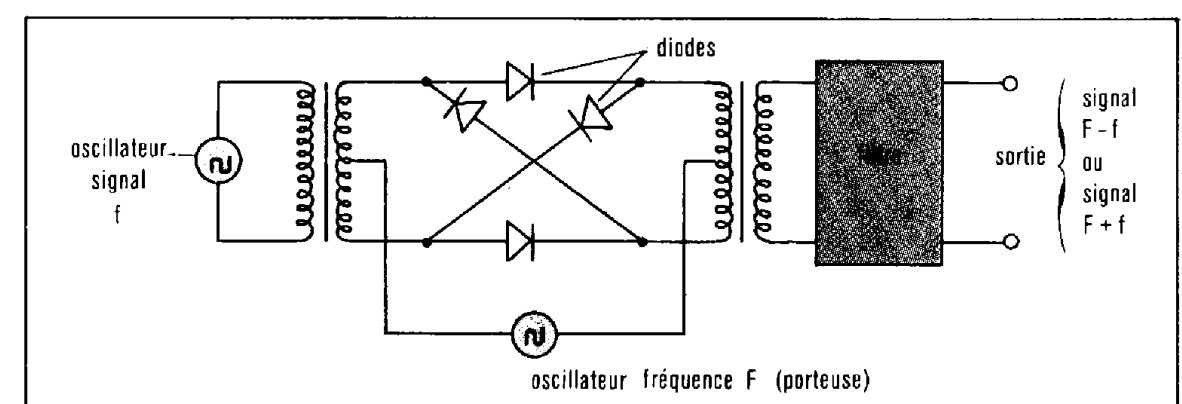 diodes
oscillateur
signal
f
sortie
signal
F-f
ou
signal
F+f
oscillateur fréquence F (porteuse)